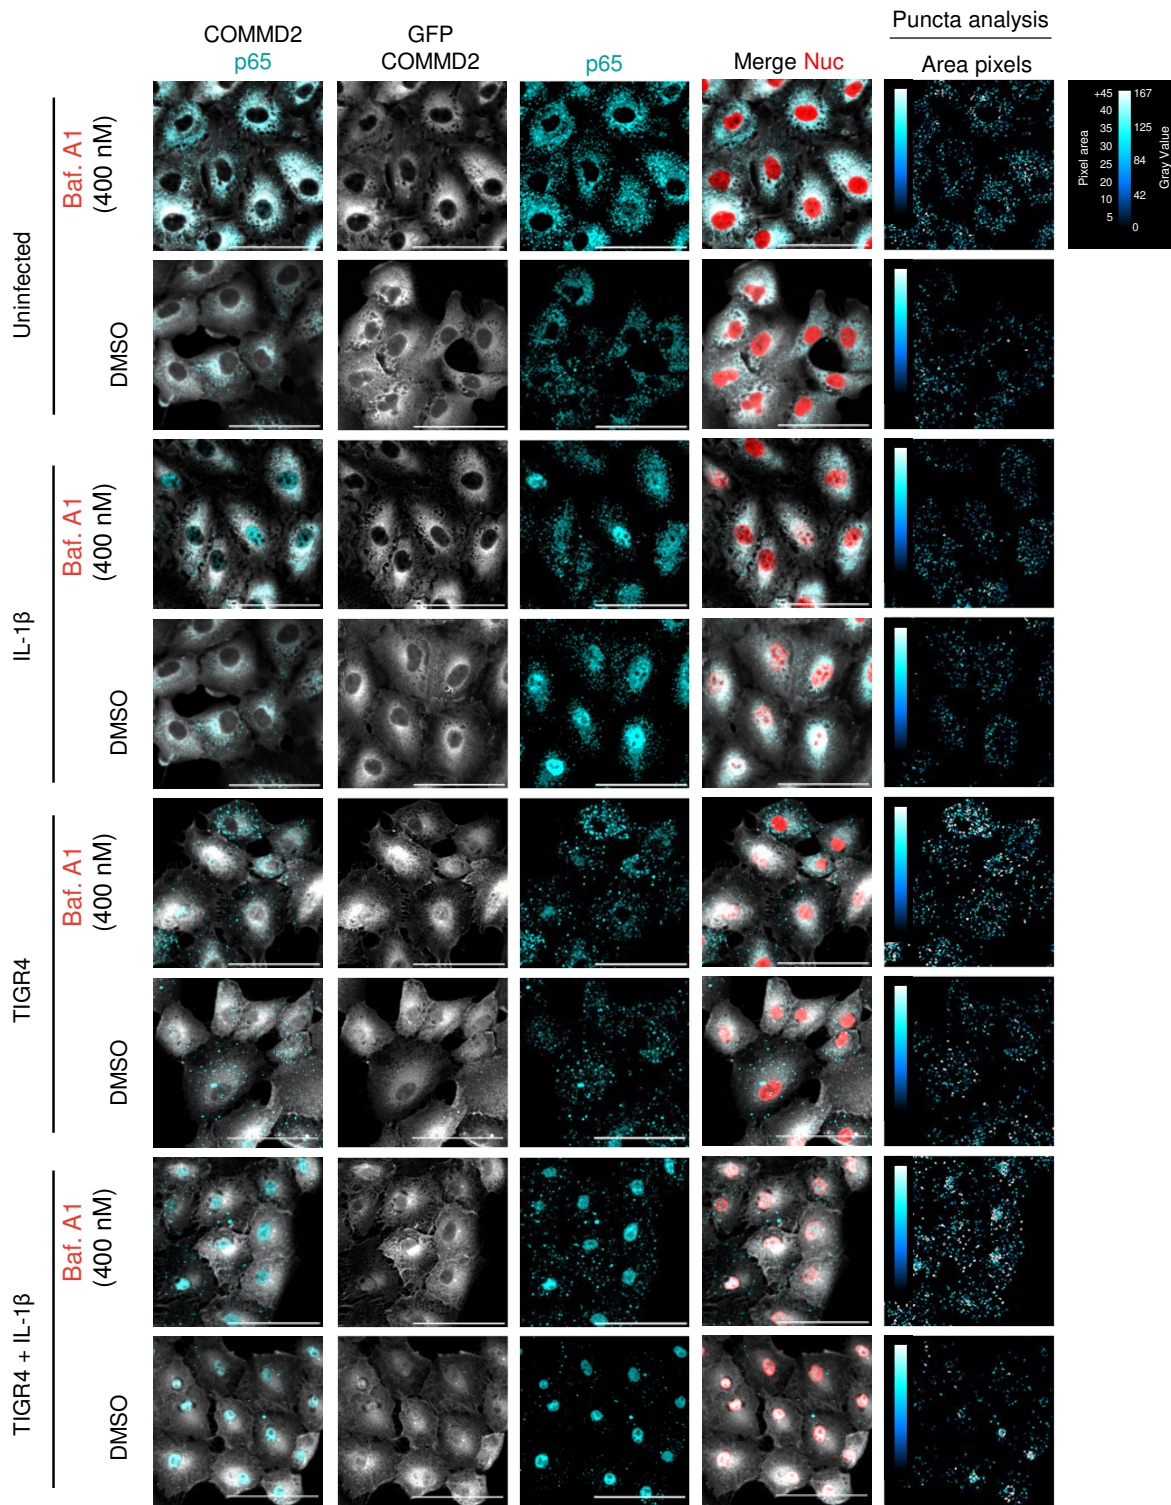 COMMD2
p65
GFP
COMMD2
p65
Merge Nuc
Puncta analysis
Area pixels
Uninfected
Baf. A1
(400 nM)
DMSO
IL-1β
Baf. A1
(400 nM)
DMSO
TIGR4
Baf. A1
(400 nM)
DMSO
TIGR4 + IL-1β
Baf. A1
(400 nM)
DMSO
Pixel area
+45
40
35
30
25
20
10
5
167
125
84
42
0
Gray Value